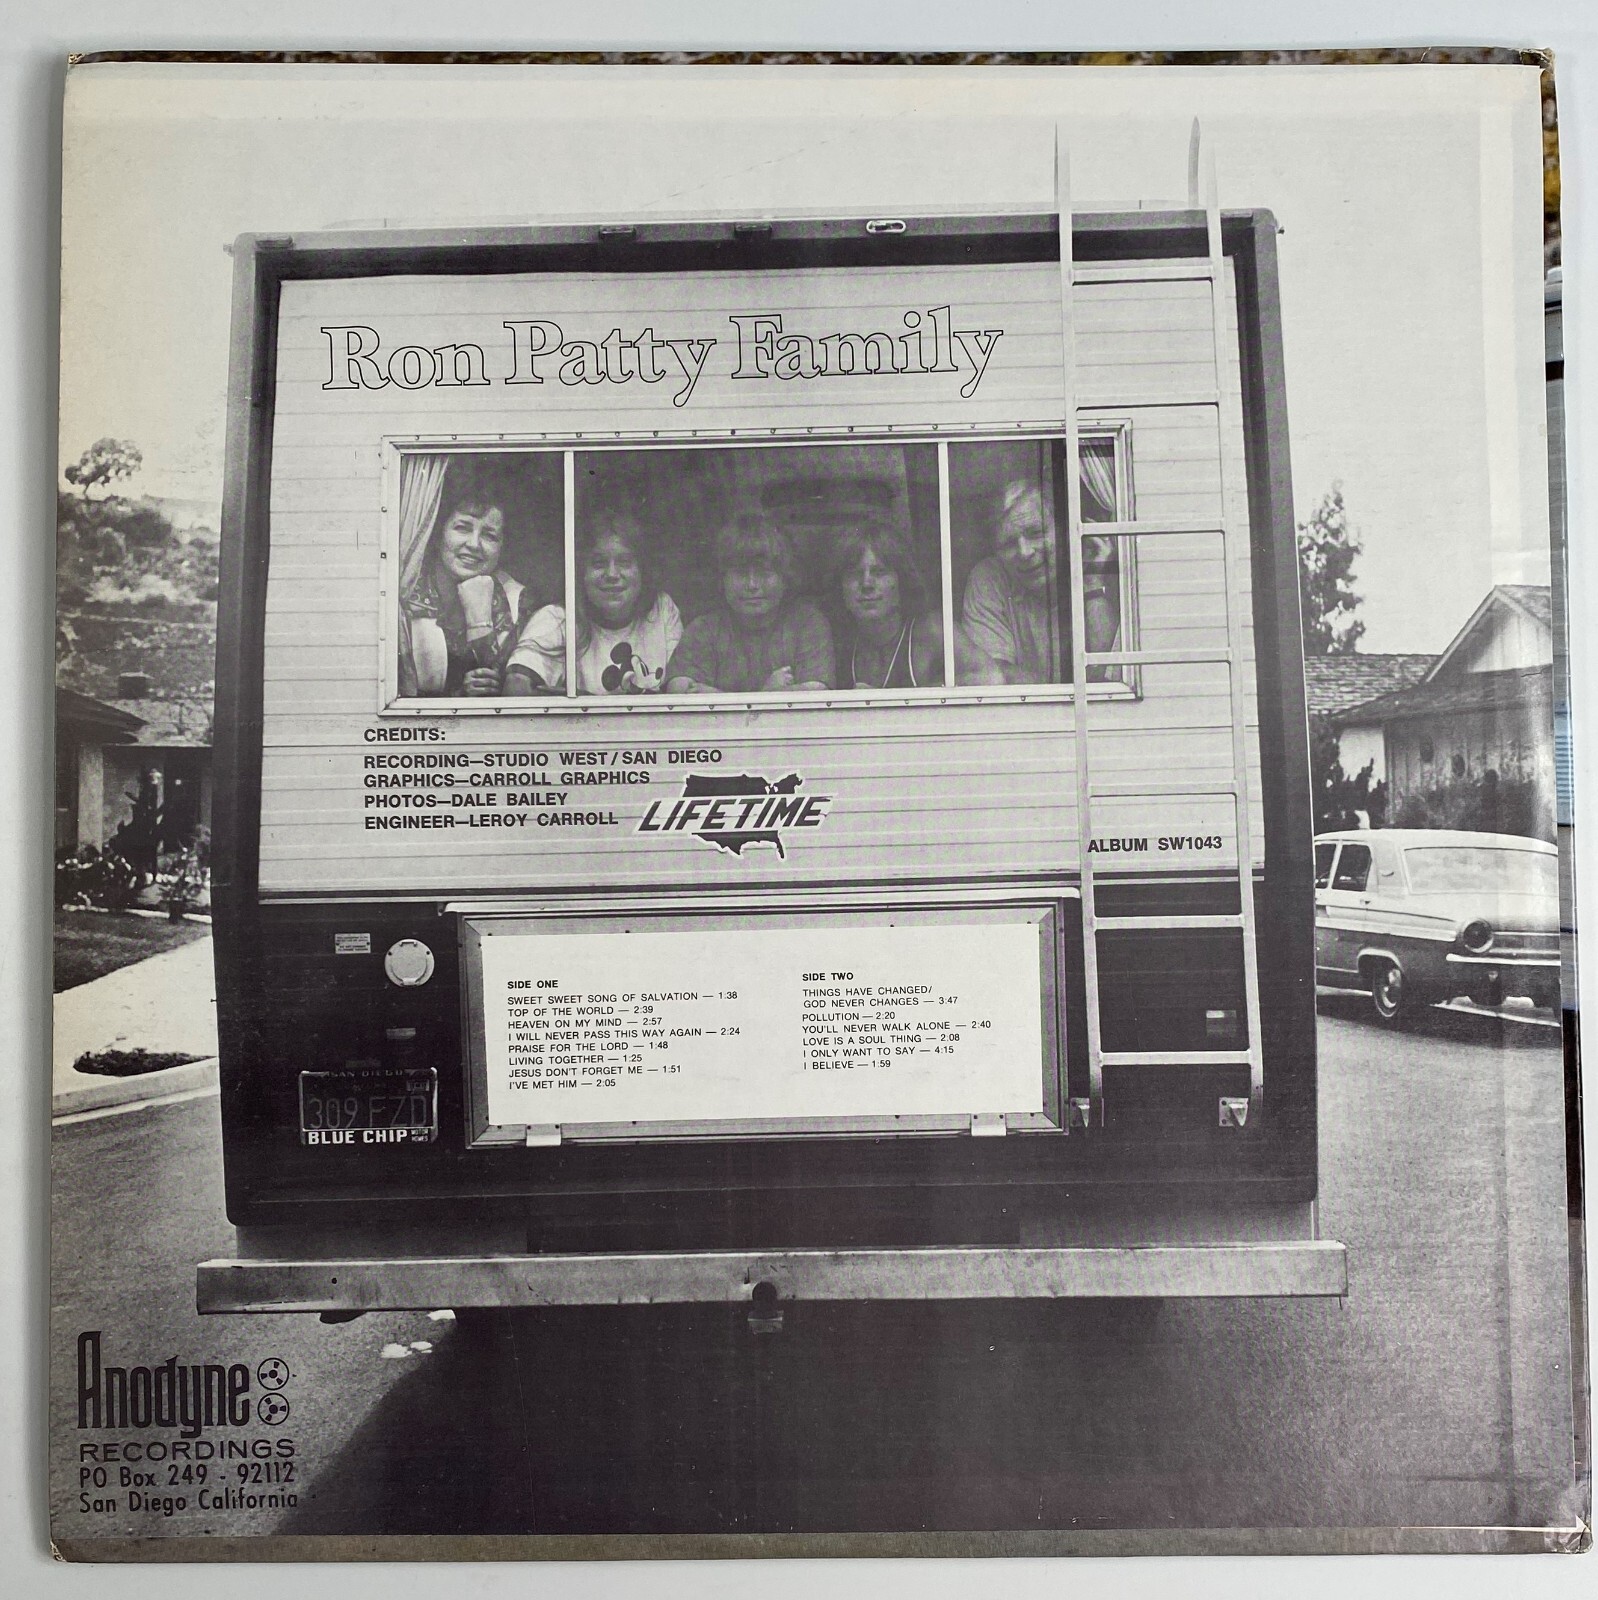 Ron Patty Family
CREDITS:
RECORDING—STUDIO WEST/SAN DIEGO
GRAPHICS—CARROLL GRAPHICS
PHOTOS—DALE BAILEY
ENGINEER—LEROY CARROLL
LIFETIME
ALBUM SW1043
SIDE ONE
SWEET SWEET SONG OF SALVATION — 1:38
TOP OF THE WORLD — 2:39
HEAVEN ON MY MIND — 2:57
I WILL NEVER PASS THIS WAY AGAIN — 2:24
PRAISE FOR THE LORD — 1:48
LIVING TOGETHER — 1:25
JESUS DON'T FORGET ME — 1:51
I'VE MET HIM — 2:05
SIDE TWO
THINGS HAVE CHANGED/
GOD NEVER CHANGES — 3:47
POLLUTION — 2:20
YOU'LL NEVER WALK ALONE — 2:40
LOVE IS A SOUL THING — 2:08
I ONLY WANT TO SAY — 4:15
I BELIEVE — 1:59
SAN DIEGO
309 FZD
BLUE CHIP MOTOR HOMES
Anodyne
RECORDINGS
PO Box 249 - 92112
San Diego California